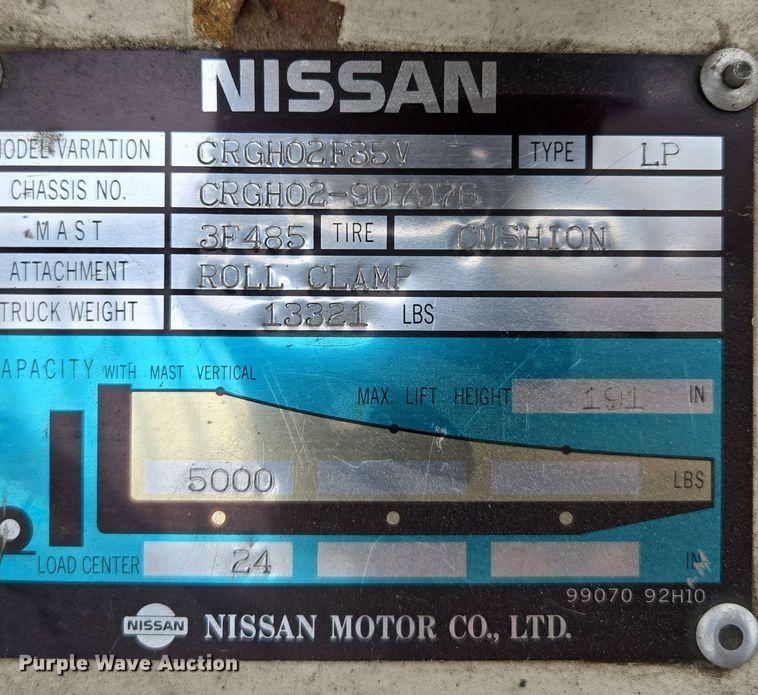 NISSAN
MODEL VARIATION CRGH02F35V TYPE LP
CHASSIS NO. CRGH02-907976
MAST 3F485 TIRE CUSHION
ATTACHMENT ROLL CLAMP
TRUCK WEIGHT 13321 LBS
CAPACITY WITH MAST VERTICAL
MAX. LIFT HEIGHT 191 IN
5000 LBS
LOAD CENTER 24 IN
99070 92H10
NISSAN NISSAN MOTOR CO., LTD.
Purple Wave Auction